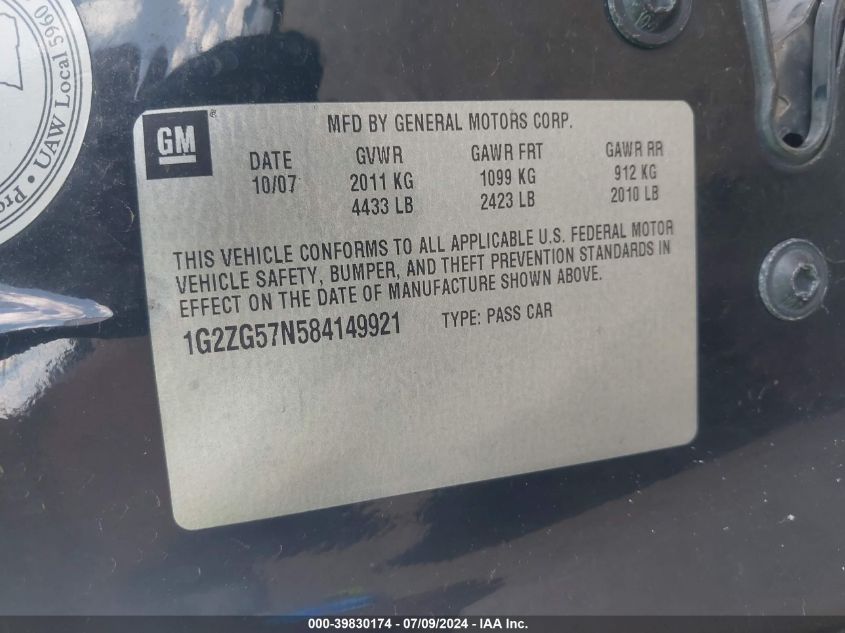 Pro
UAW Local 5960
GM
®
MFD BY GENERAL MOTORS CORP.
DATE GVWR GAWR FRT GAWR RR
10/07 2011 KG 1099 KG 912 KG
4433 LB 2423 LB 2010 LB
THIS VEHICLE CONFORMS TO ALL APPLICABLE U.S. FEDERAL MOTOR
VEHICLE SAFETY, BUMPER, AND THEFT PREVENTION STANDARDS IN
EFFECT ON THE DATE OF MANUFACTURE SHOWN ABOVE.
1G2ZG57N584149921 TYPE: PASS CAR
000-39830174 - 07/09/2024 - IAA Inc.